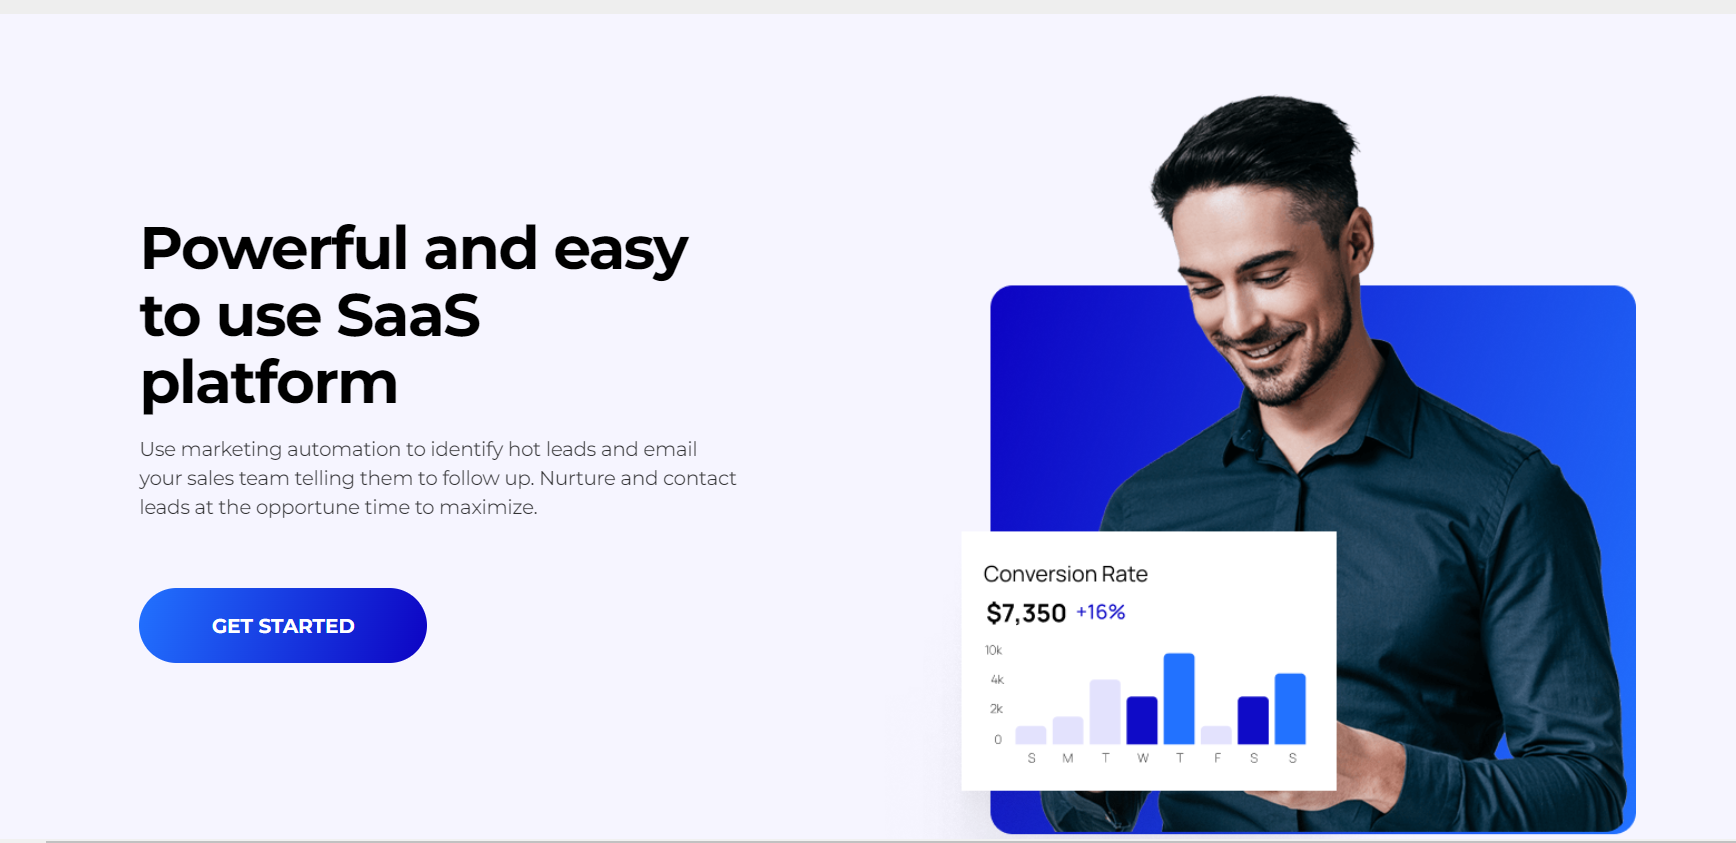 Powerful and easy
to use SaaS
platform
Use marketing automation to identify hot leads and email
your sales team telling them to follow up. Nurture and contact
leads at the opportune time to maximize.
GET STARTED
Conversion Rate
$7,350 +16%
10k
4k
2k
0
S M T W T F S S